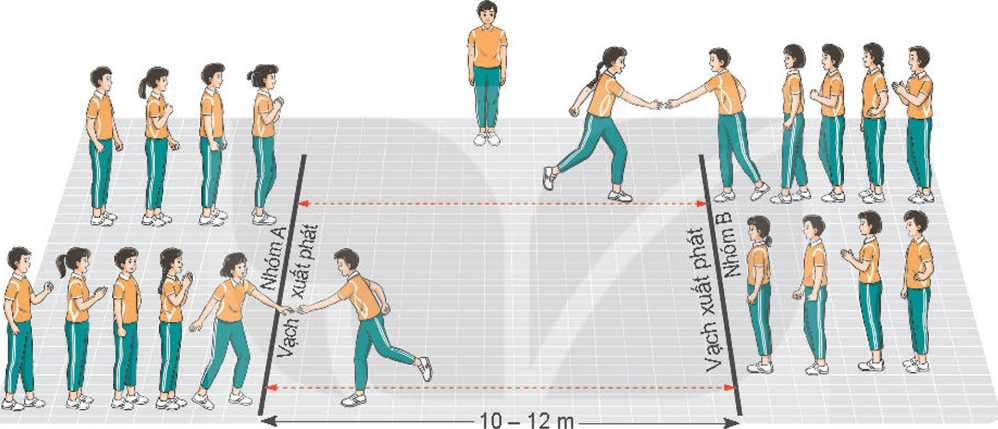 Nhóm A
Vạch xuất phát
Vạch xuất phát
Nhóm B
10 – 12 m